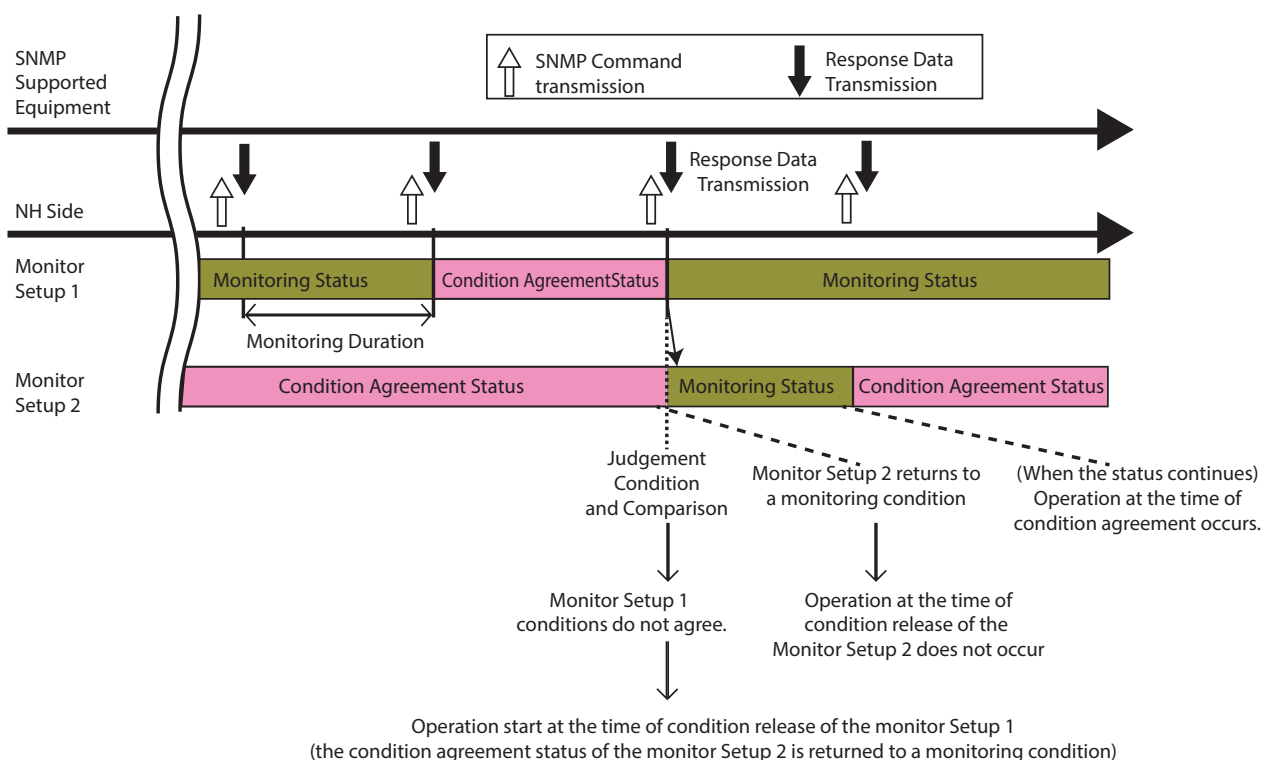 SNMP
Supported
Equipment
SNMP Command
transmission
Response Data
Transmission
Response Data
Transmission
NH Side
Monitor
Setup 1
Monitoring Status
Condition AgreementStatus
Monitoring Status
Monitoring Duration
Monitor
Setup 2
Condition Agreement Status
Monitoring Status
Condition Agreement Status
Judgement
Condition
and Comparison
Monitor Setup 2 returns to
a monitoring condition
(When the status continues)
Operation at the time of
condition agreement occurs.
Monitor Setup 1
conditions do not agree.
Operation at the time of
condition release of the
Monitor Setup 2 does not occur
Operation start at the time of condition release of the monitor Setup 1
(the condition agreement status of the monitor Setup 2 is returned to a monitoring condition)